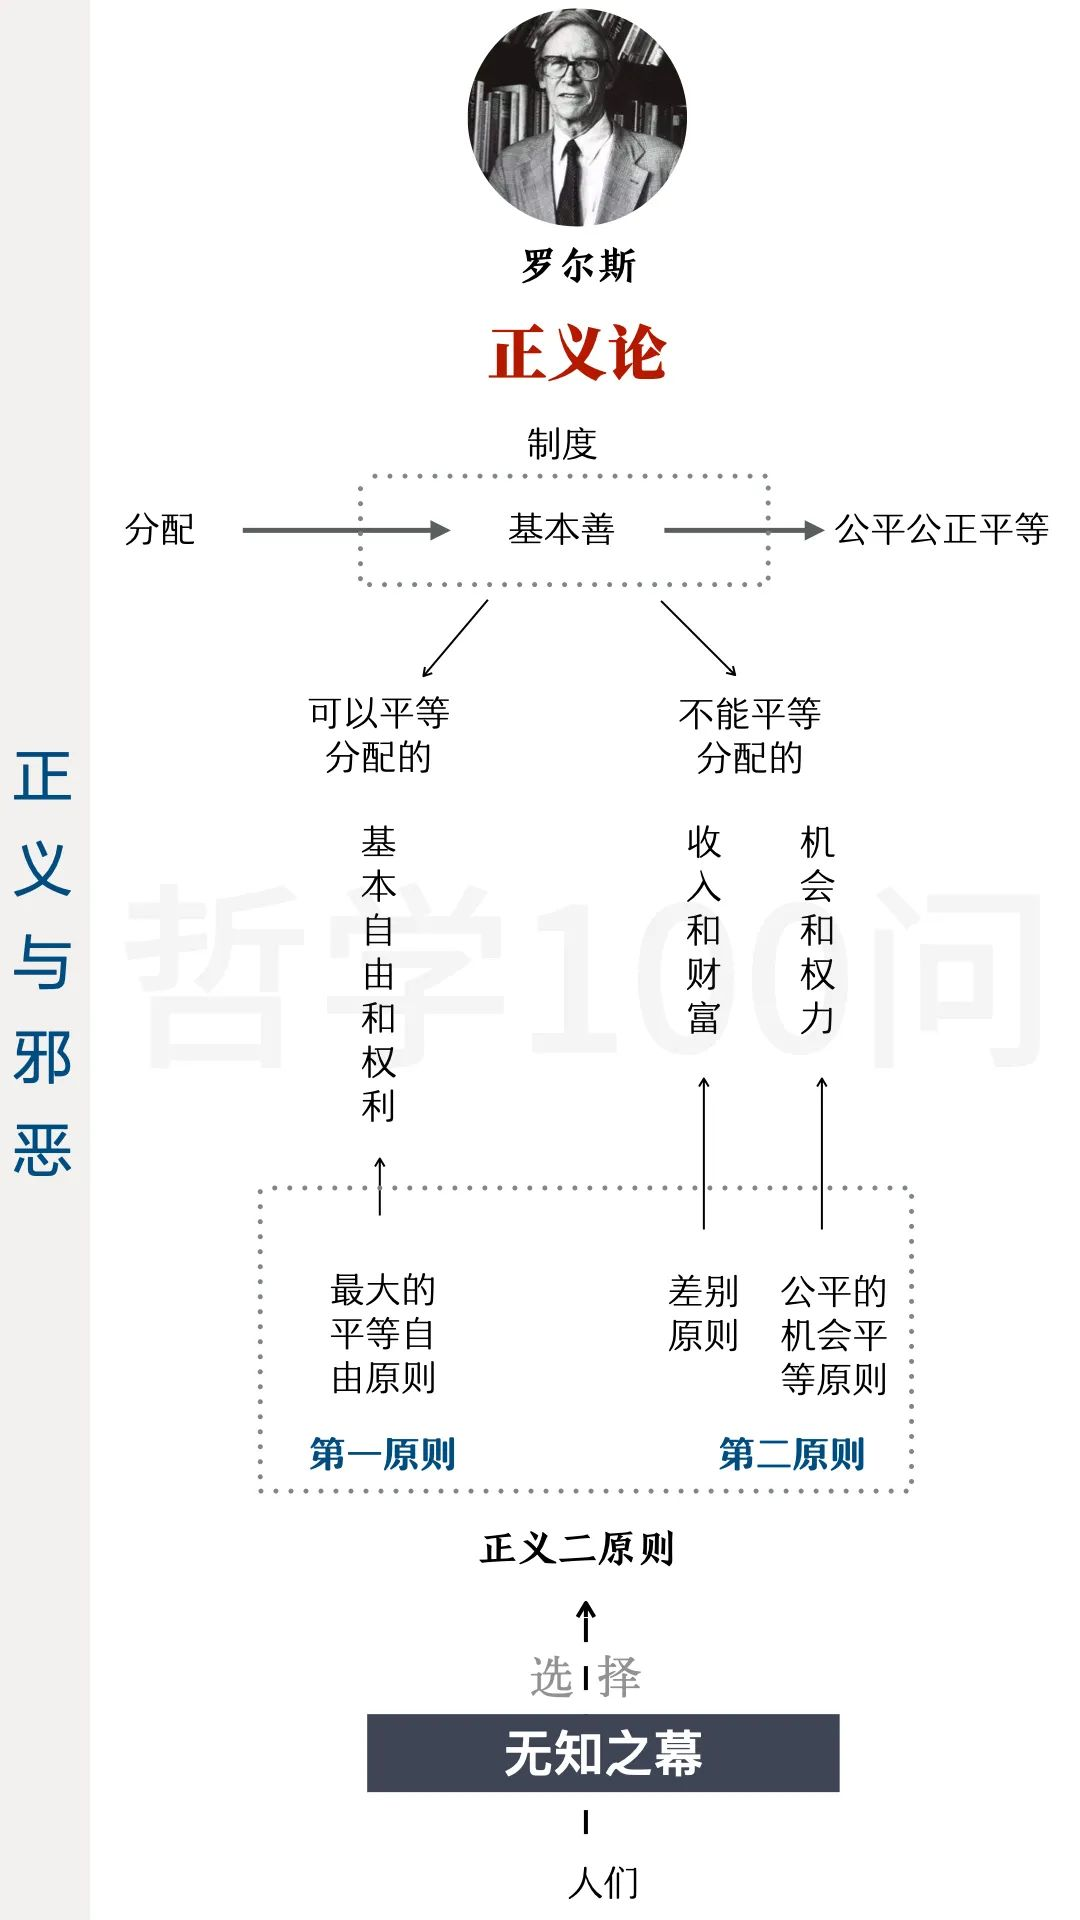 罗尔斯
正义论
制度
分配
基本善
公平公正平等
可以平等
分配的
不能平等
分配的
基本自由和权利
收入和财富
机会和权力
哲学100问
正义与邪恶
最大的
平等自
由原则
差别
原则
公平的
机会平
等原则
第一原则
第二原则
正义二原则
选择
无知之幕
人们